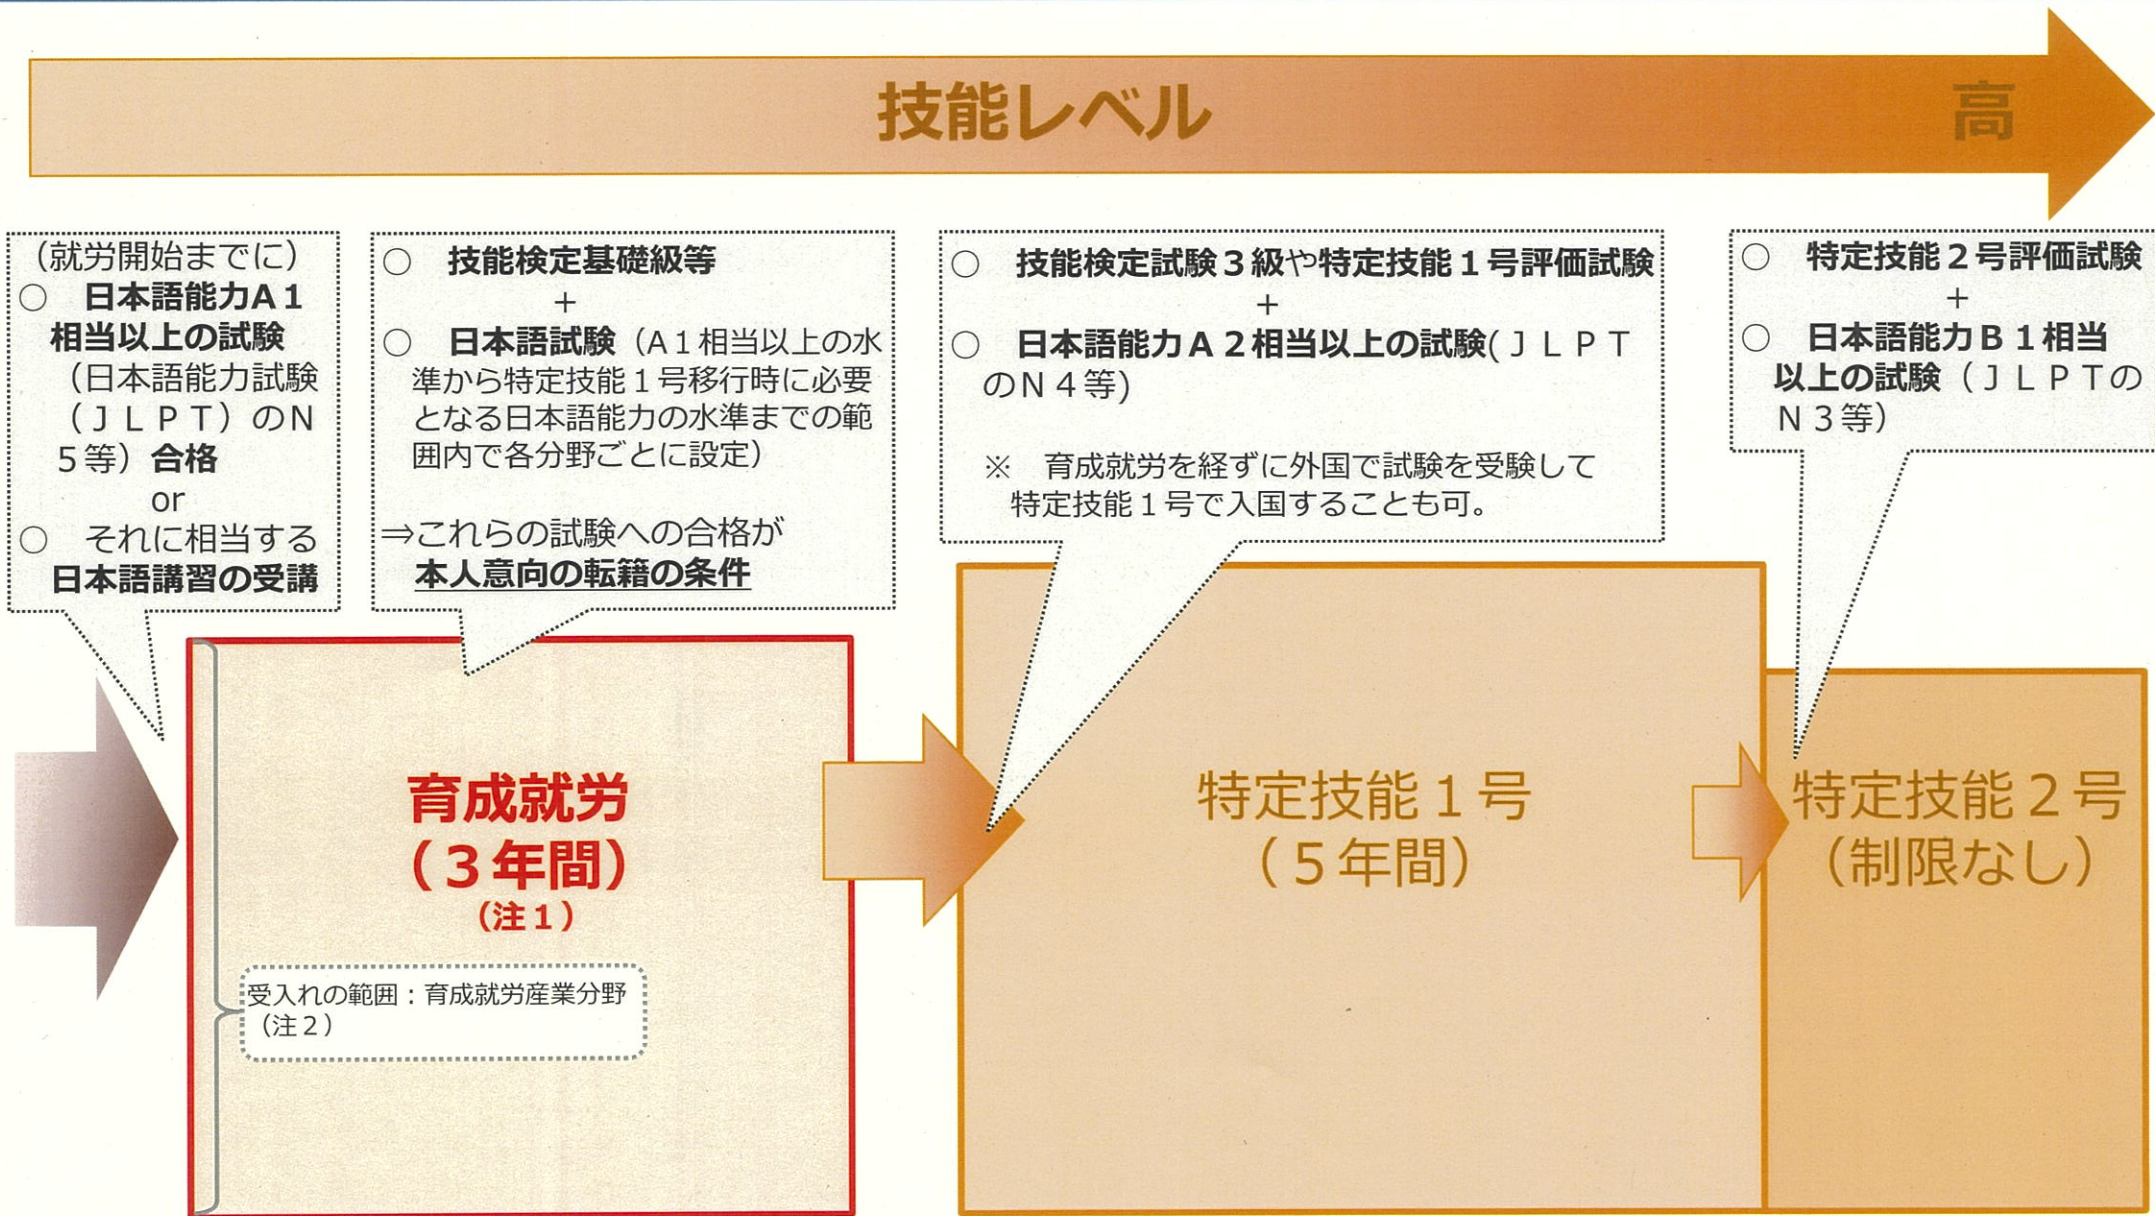 技能レベル
高
（就労開始までに）
○　日本語能力A１
相当以上の試験
（日本語能力試験
（ＪＬＰＴ）のＮ
５等）合格
or
○　それに相当する
日本語講習の受講
○　技能検定基礎級等
＋
○　日本語試験（A１相当以上の水
準から特定技能１号移行時に必要
となる日本語能力の水準までの範
囲内で各分野ごとに設定）
⇒これらの試験への合格が
本人意向の転籍の条件
○　技能検定試験３級や特定技能１号評価試験
＋
○　日本語能力Ａ２相当以上の試験(ＪＬＰＴ
のＮ４等)
※　育成就労を経ずに外国で試験を受験して
特定技能１号で入国することも可。
○　特定技能２号評価試験
＋
○　日本語能力Ｂ１相当
以上の試験（ＪＬＰＴの
Ｎ３等）
育成就労
（３年間）
（注１）
受入れの範囲：育成就労産業分野
（注２）
特定技能１号
（５年間）
特定技能２号
（制限なし）